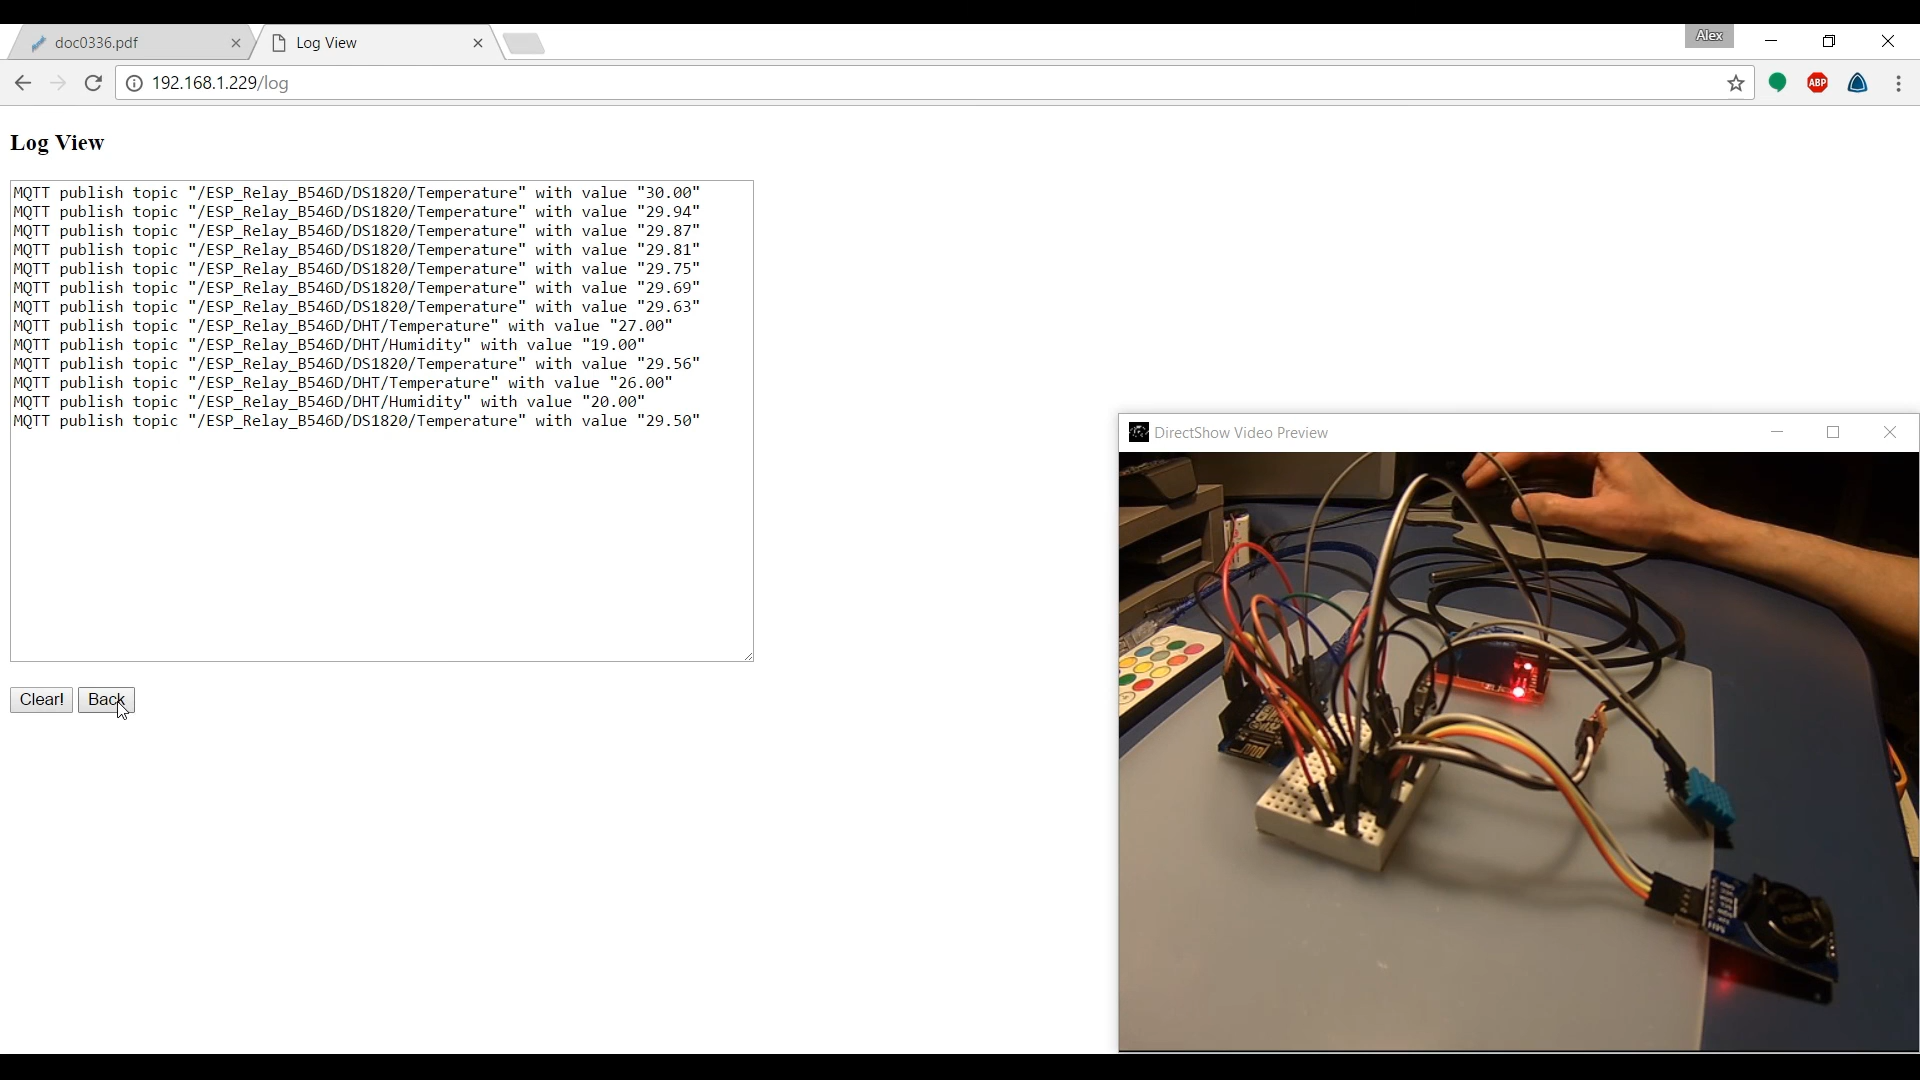 doc0336.pdf
Log View
Alex
192.168.1.229/log
ABP
Log View
MQTT publish topic "/ESP_Relay_B546D/DS1820/Temperature" with value "30.00"
MQTT publish topic "/ESP_Relay_B546D/DS1820/Temperature" with value "29.94"
MQTT publish topic "/ESP_Relay_B546D/DS1820/Temperature" with value "29.87"
MQTT publish topic "/ESP_Relay_B546D/DS1820/Temperature" with value "29.81"
MQTT publish topic "/ESP_Relay_B546D/DS1820/Temperature" with value "29.75"
MQTT publish topic "/ESP_Relay_B546D/DS1820/Temperature" with value "29.69"
MQTT publish topic "/ESP_Relay_B546D/DS1820/Temperature" with value "29.63"
MQTT publish topic "/ESP_Relay_B546D/DHT/Temperature" with value "27.00"
MQTT publish topic "/ESP_Relay_B546D/DHT/Humidity" with value "19.00"
MQTT publish topic "/ESP_Relay_B546D/DS1820/Temperature" with value "29.56"
MQTT publish topic "/ESP_Relay_B546D/DHT/Temperature" with value "26.00"
MQTT publish topic "/ESP_Relay_B546D/DHT/Humidity" with value "20.00"
MQTT publish topic "/ESP_Relay_B546D/DS1820/Temperature" with value "29.50"
Clear!
Back
DirectShow Video Preview